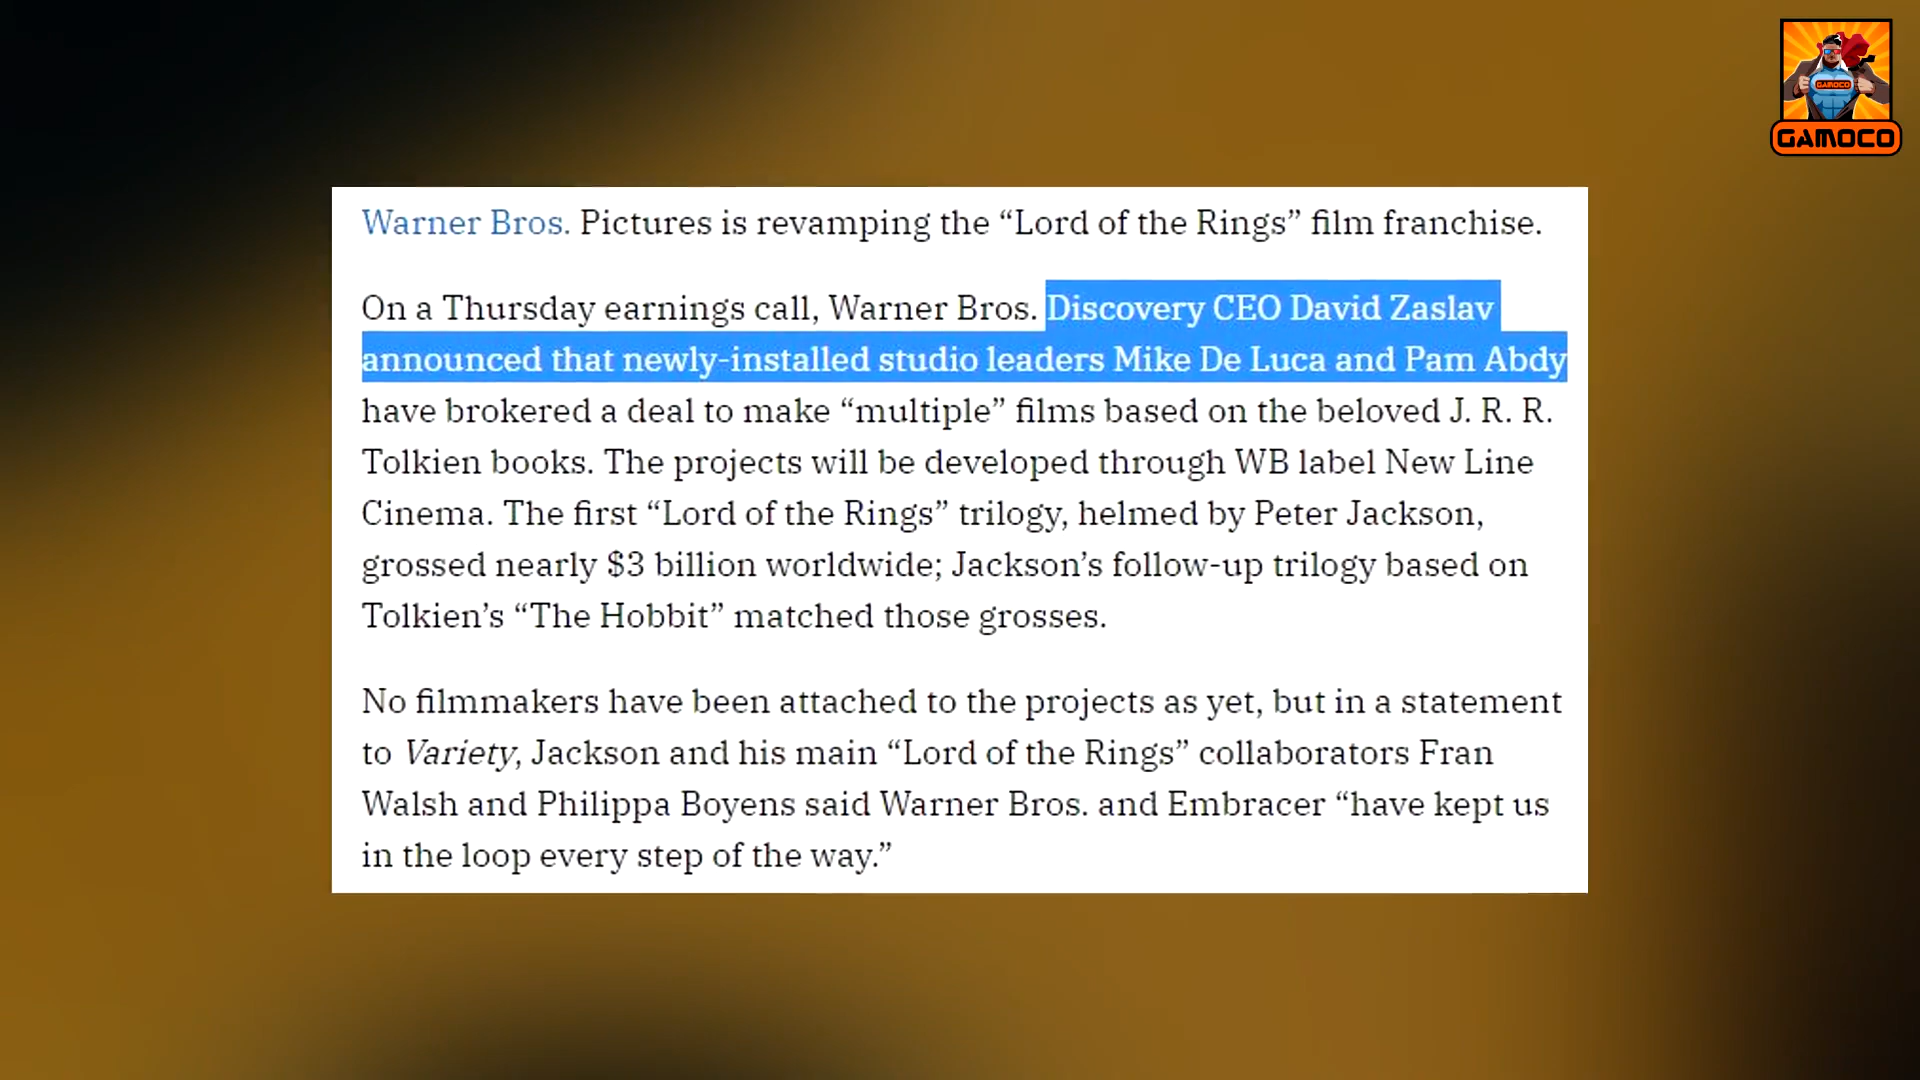 GAMOCO
GAMOCO
Warner Bros. Pictures is revamping the “Lord of the Rings” film franchise.
On a Thursday earnings call, Warner Bros. Discovery CEO David Zaslav
announced that newly-installed studio leaders Mike De Luca and Pam Abdy
have brokered a deal to make “multiple” films based on the beloved J. R. R.
Tolkien books. The projects will be developed through WB label New Line
Cinema. The first “Lord of the Rings” trilogy, helmed by Peter Jackson,
grossed nearly $3 billion worldwide; Jackson’s follow-up trilogy based on
Tolkien’s “The Hobbit” matched those grosses.
No filmmakers have been attached to the projects as yet, but in a statement
to Variety, Jackson and his main “Lord of the Rings” collaborators Fran
Walsh and Philippa Boyens said Warner Bros. and Embracer “have kept us
in the loop every step of the way.”